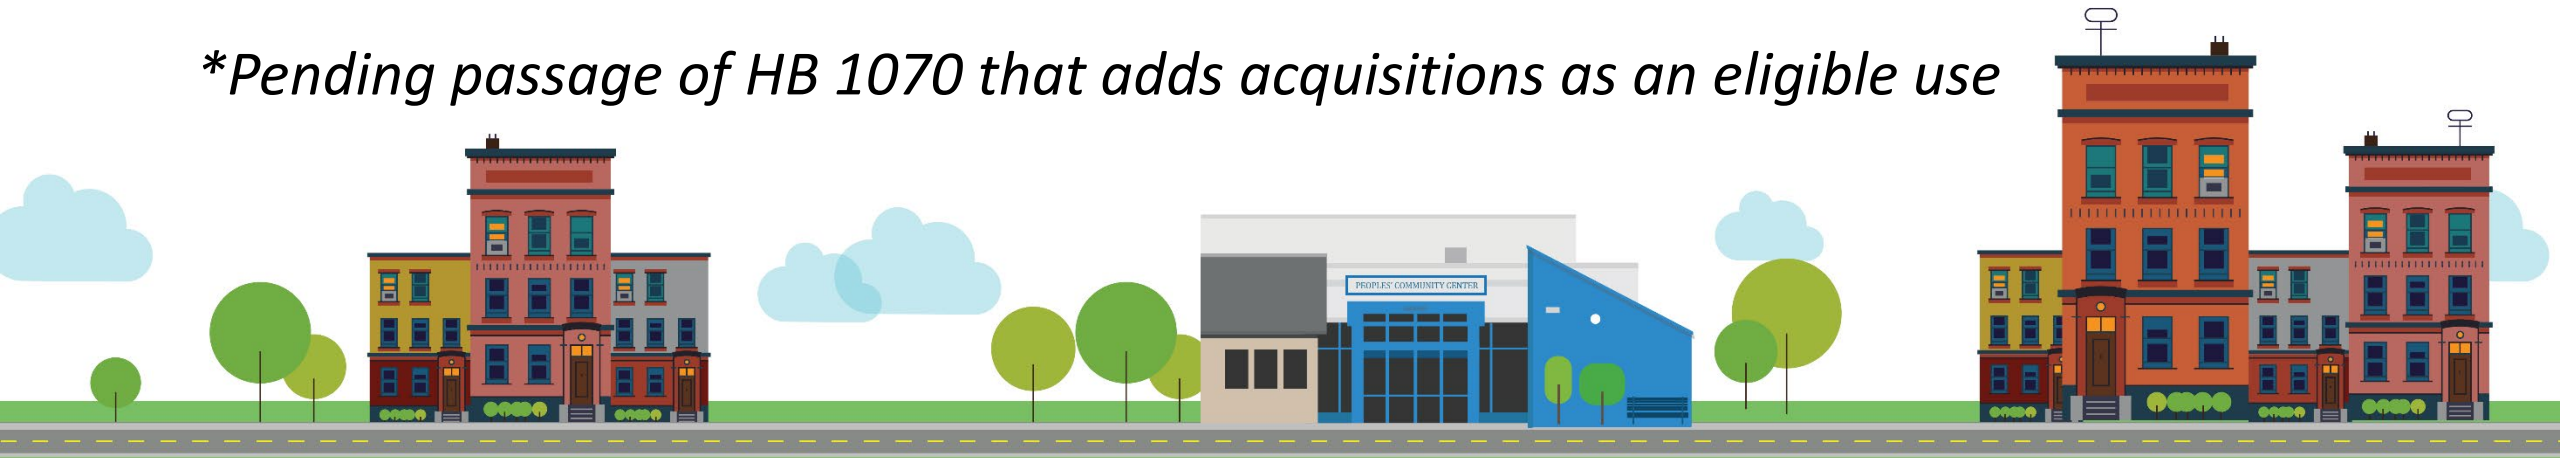 *Pending passage of HB 1070 that adds acquisitions as an eligible use
PEOPLES' COMMUNITY CENTER